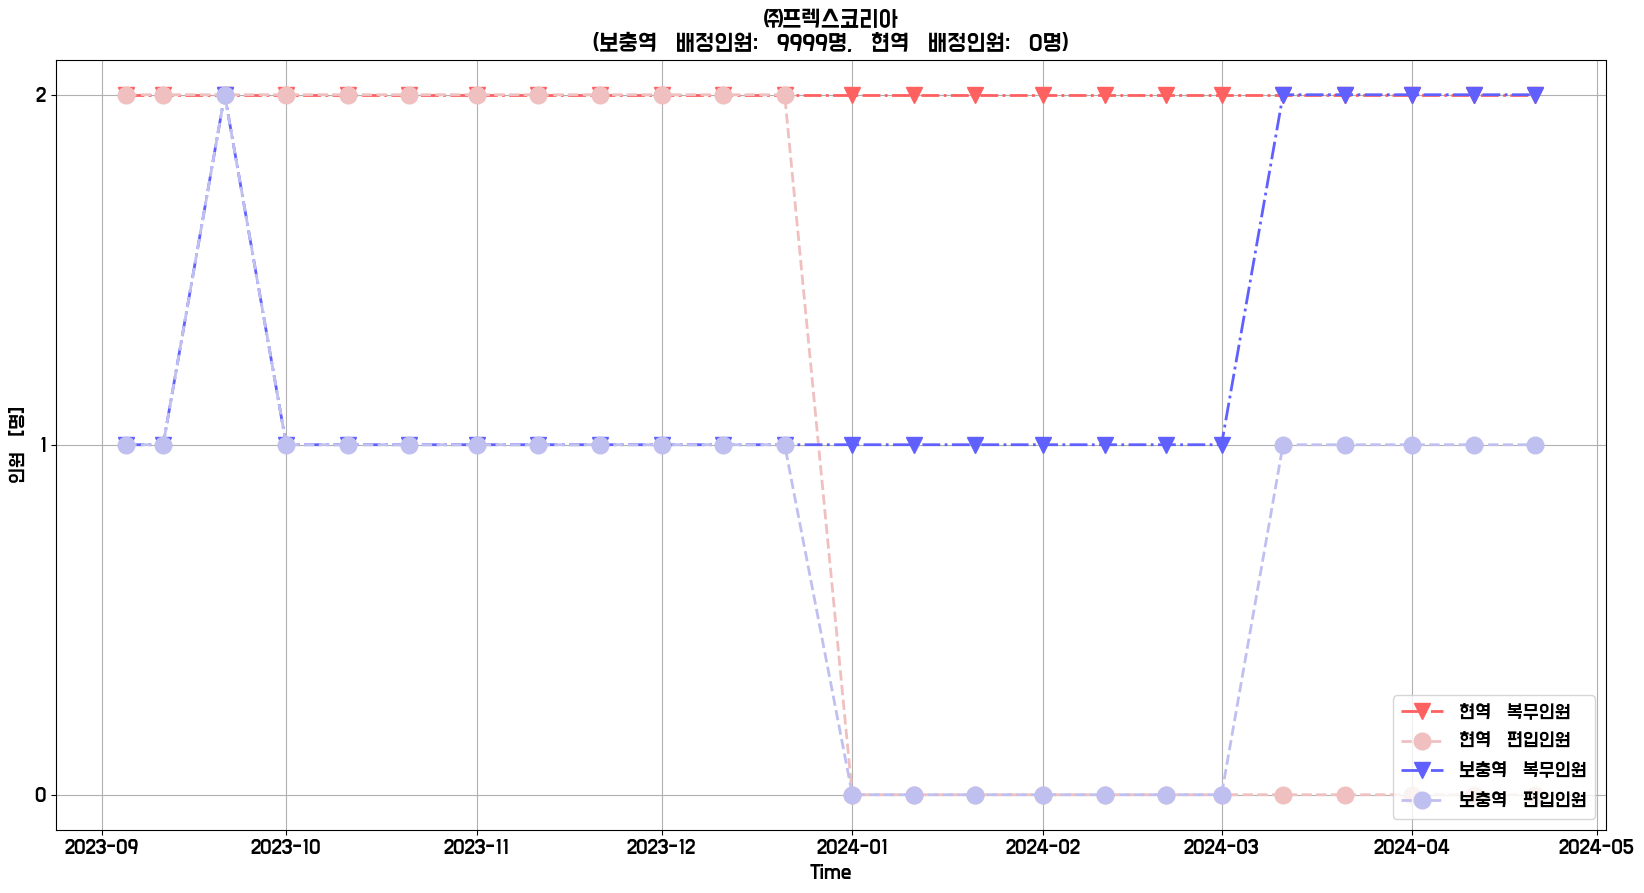 ㈜프렉스코리아
(보충역 배정인원: 9999명, 현역 배정인원: 0명)
인원 [명]
2
1
0
현역 복무인원
현역 편입인원
보충역 복무인원
보충역 편입인원
2023-09 2023-10 2023-11 2023-12 2024-01 2024-02 2024-03 2024-04 2024-05
Time